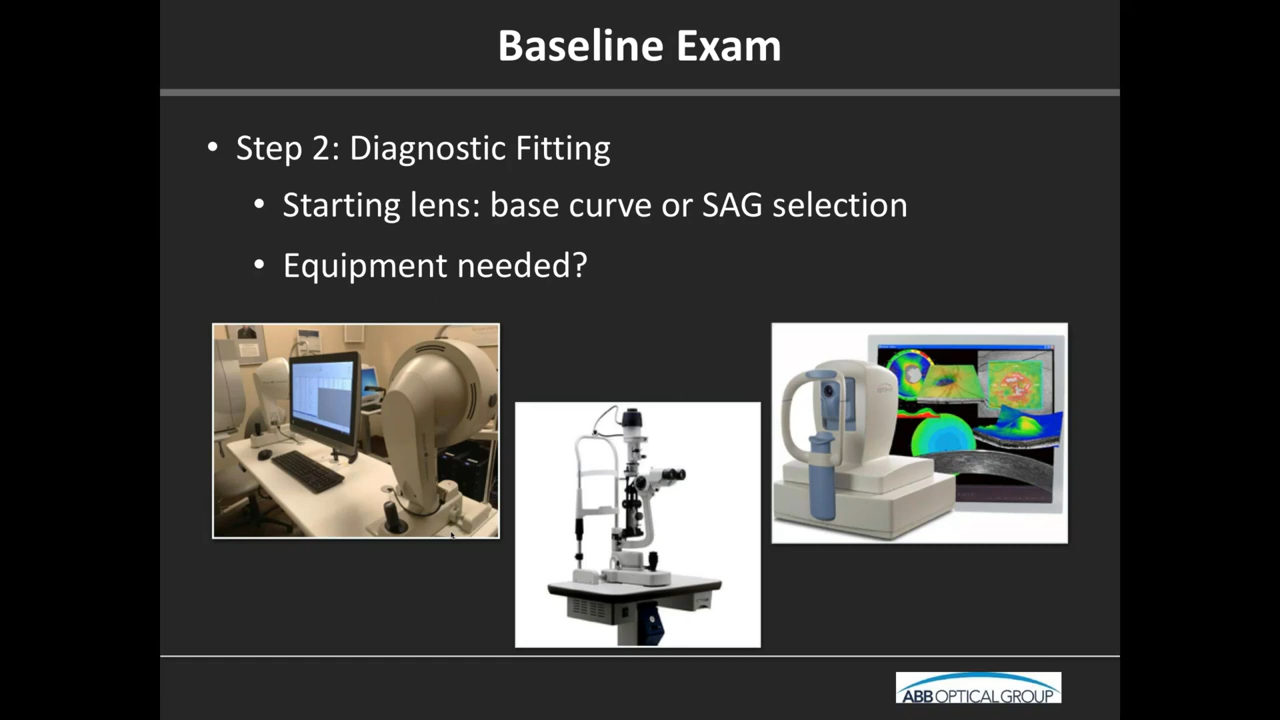 Baseline Exam
• Step 2: Diagnostic Fitting
• Starting lens: base curve or SAG selection
• Equipment needed?
ABB OPTICAL GROUP